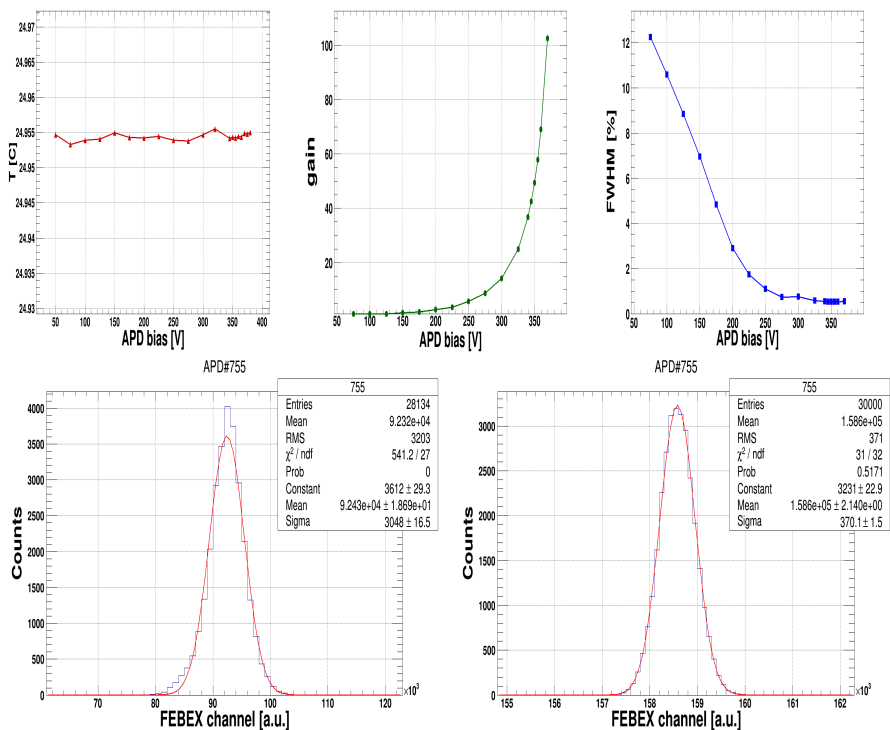 T [C]
24.97
24.965
24.96
24.955
24.95
24.945
24.94
24.935
24.93
50 100 150 200 250 300 350 400
APD bias [V]
gain
100
80
60
40
20
50 100 150 200 250 300 350
APD bias [V]
FWHM [%]
12
10
8
6
4
2
0
50 100 150 200 250 300 350
APD bias [V]
APD#755
Counts
4000
3500
3000
2500
2000
1500
1000
500
0
70 80 90 100 110 120
×10³
FEBEX channel [a.u.]
755
Entries 28134
Mean 9.232e+04
RMS 3203
χ² / ndf 541.2 / 27
Prob 0
Constant 3612 ± 29.3
Mean 9.243e+04 ± 1.869e+01
Sigma 3048 ± 16.5
APD#755
Counts
3000
2500
2000
1500
1000
500
0
155 156 157 158 159 160 161 162
×10³
FEBEX channel [a.u.]
755
Entries 30000
Mean 1.586e+05
RMS 371
χ² / ndf 31 / 32
Prob 0.5171
Constant 3231 ± 22.9
Mean 1.586e+05 ± 2.140e+00
Sigma 370.1 ± 1.5